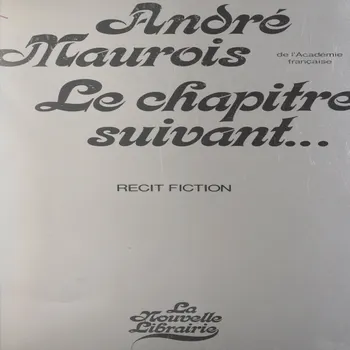 André
Maurois
de l'Académie
française
Le chapitre
suivant...
RECIT FICTION
La
Nouvelle
Librairie